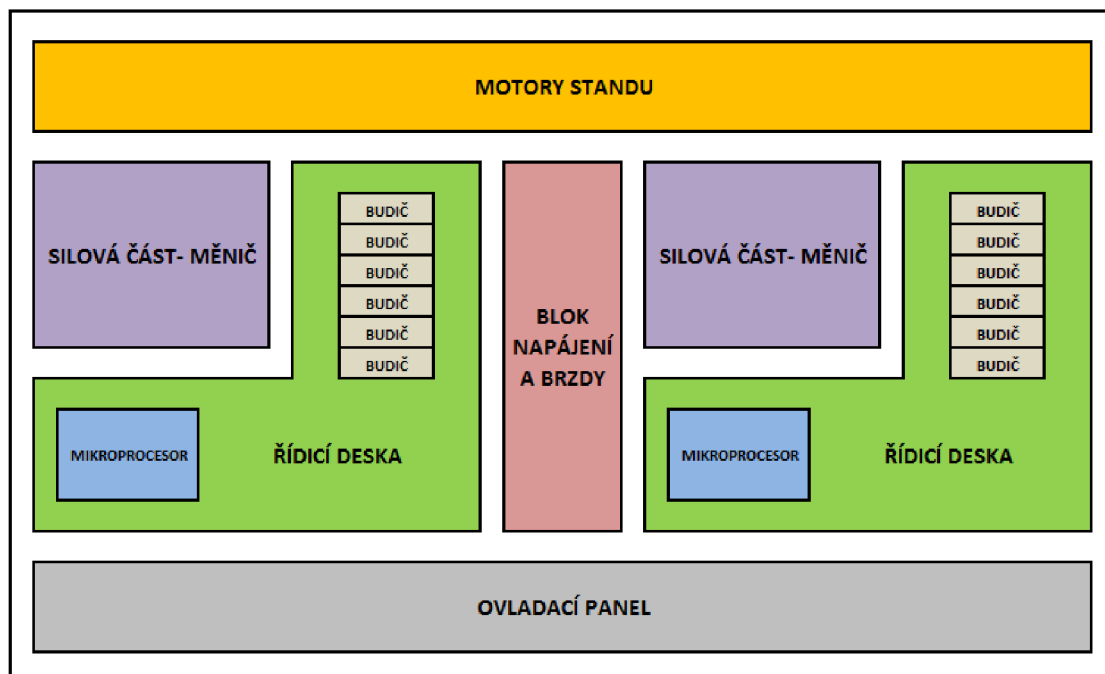 MOTORY STANDU
SILOVÁ ČÁST- MĚNIČ
BUDIČ
BUDIČ
BUDIČ
BUDIČ
BUDIČ
BUDIČ
MIKROPROCESOR
ŘÍDICÍ DESKA
BLOK
NAPÁJENÍ
A BRZDY
SILOVÁ ČÁST- MĚNIČ
BUDIČ
BUDIČ
BUDIČ
BUDIČ
BUDIČ
BUDIČ
MIKROPROCESOR
ŘÍDICÍ DESKA
OVLADACÍ PANEL